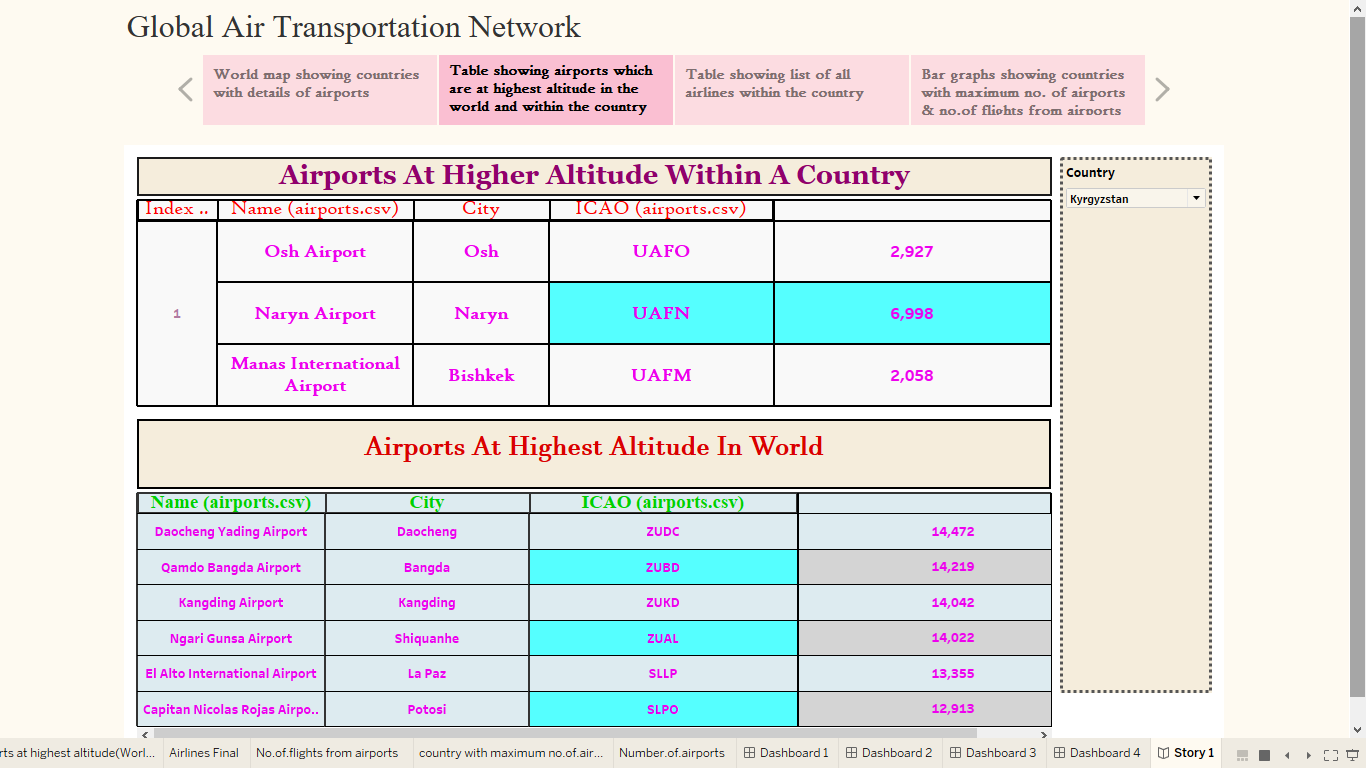 Global Air Transportation Network
World map showing countries
with details of airports
Table showing airports which
are at highest altitude in the
world and within the country
Table showing list of all
airlines within the country
Bar graphs showing countries
with maximum no. of airports
& no.of flights from airports
Airports At Higher Altitude Within A Country
Country
Kyrgyzstan
Index .. Name (airports.csv) City ICAO (airports.csv)
1
Osh Airport Osh UAFO 2,927
Naryn Airport Naryn UAFN 6,998
Manas International
Airport
Bishkek UAFM 2,058
Airports At Highest Altitude In World
Name (airports.csv) City ICAO (airports.csv)
Daocheng Yading Airport Daocheng ZUDC 14,472
Qamdo Bangda Airport Bangda ZUBD 14,219
Kangding Airport Kangding ZUKD 14,042
Ngari Gunsa Airport Shiquanhe ZUAL 14,022
El Alto International Airport La Paz SLLP 13,355
Capitan Nicolas Rojas Airpo.. Potosi SLPO 12,913
rts at highest altitude(Worl... Airlines Final No.of.flights from airports country with maximum no.of.air... Number.of.airports Dashboard 1 Dashboard 2 Dashboard 3 Dashboard 4 Story 1